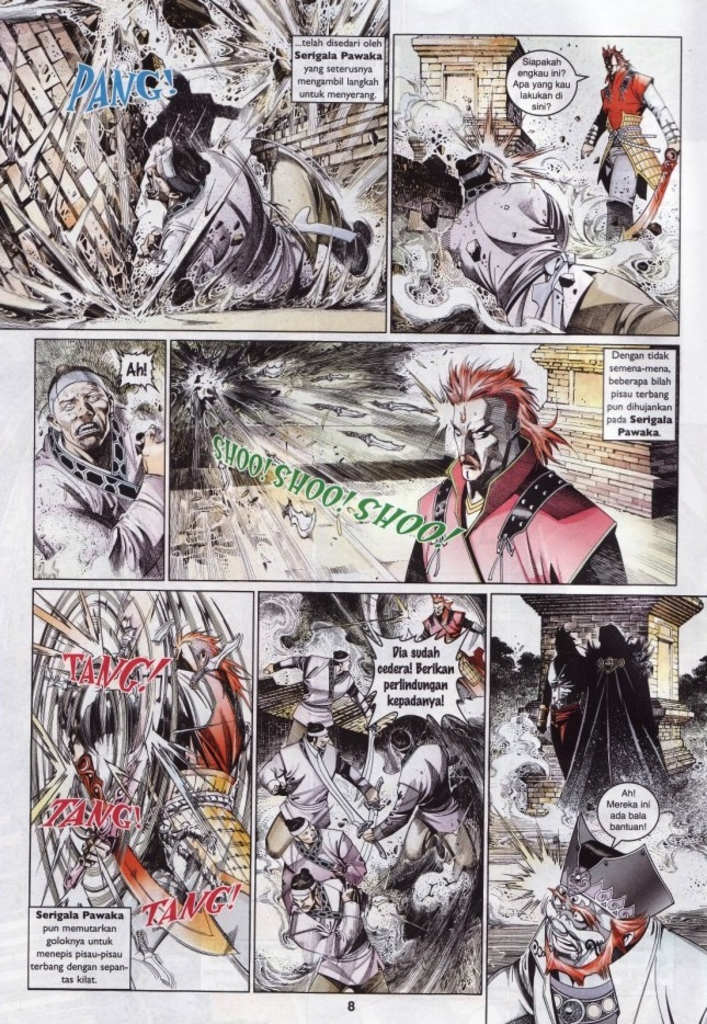 ...telah disedari oleh
Serigala Pawaka
yang seterusnya
mengambil langkah
untuk menyerang.
PANG!
Siapakah
engkau ini?
Apa yang kau
lakukan di
sini?
Ah!
Dengan tidak
semena-mena,
beberapa bilah
pisau terbang
pun dihujankan
pada Serigala
Pawaka.
SHOO! SHOO! SHOO!
TANG!
TANG!
TANG!
Serigala Pawaka
pun memutarkan
goloknya untuk
menepis pisau-pisau
terbang dengan sepan-
tas kilat.
Dia sudah
cedera! Berikan
perlindungan
kepadanya!
Ah!
Mereka ini
ada bala
bantuan!
8